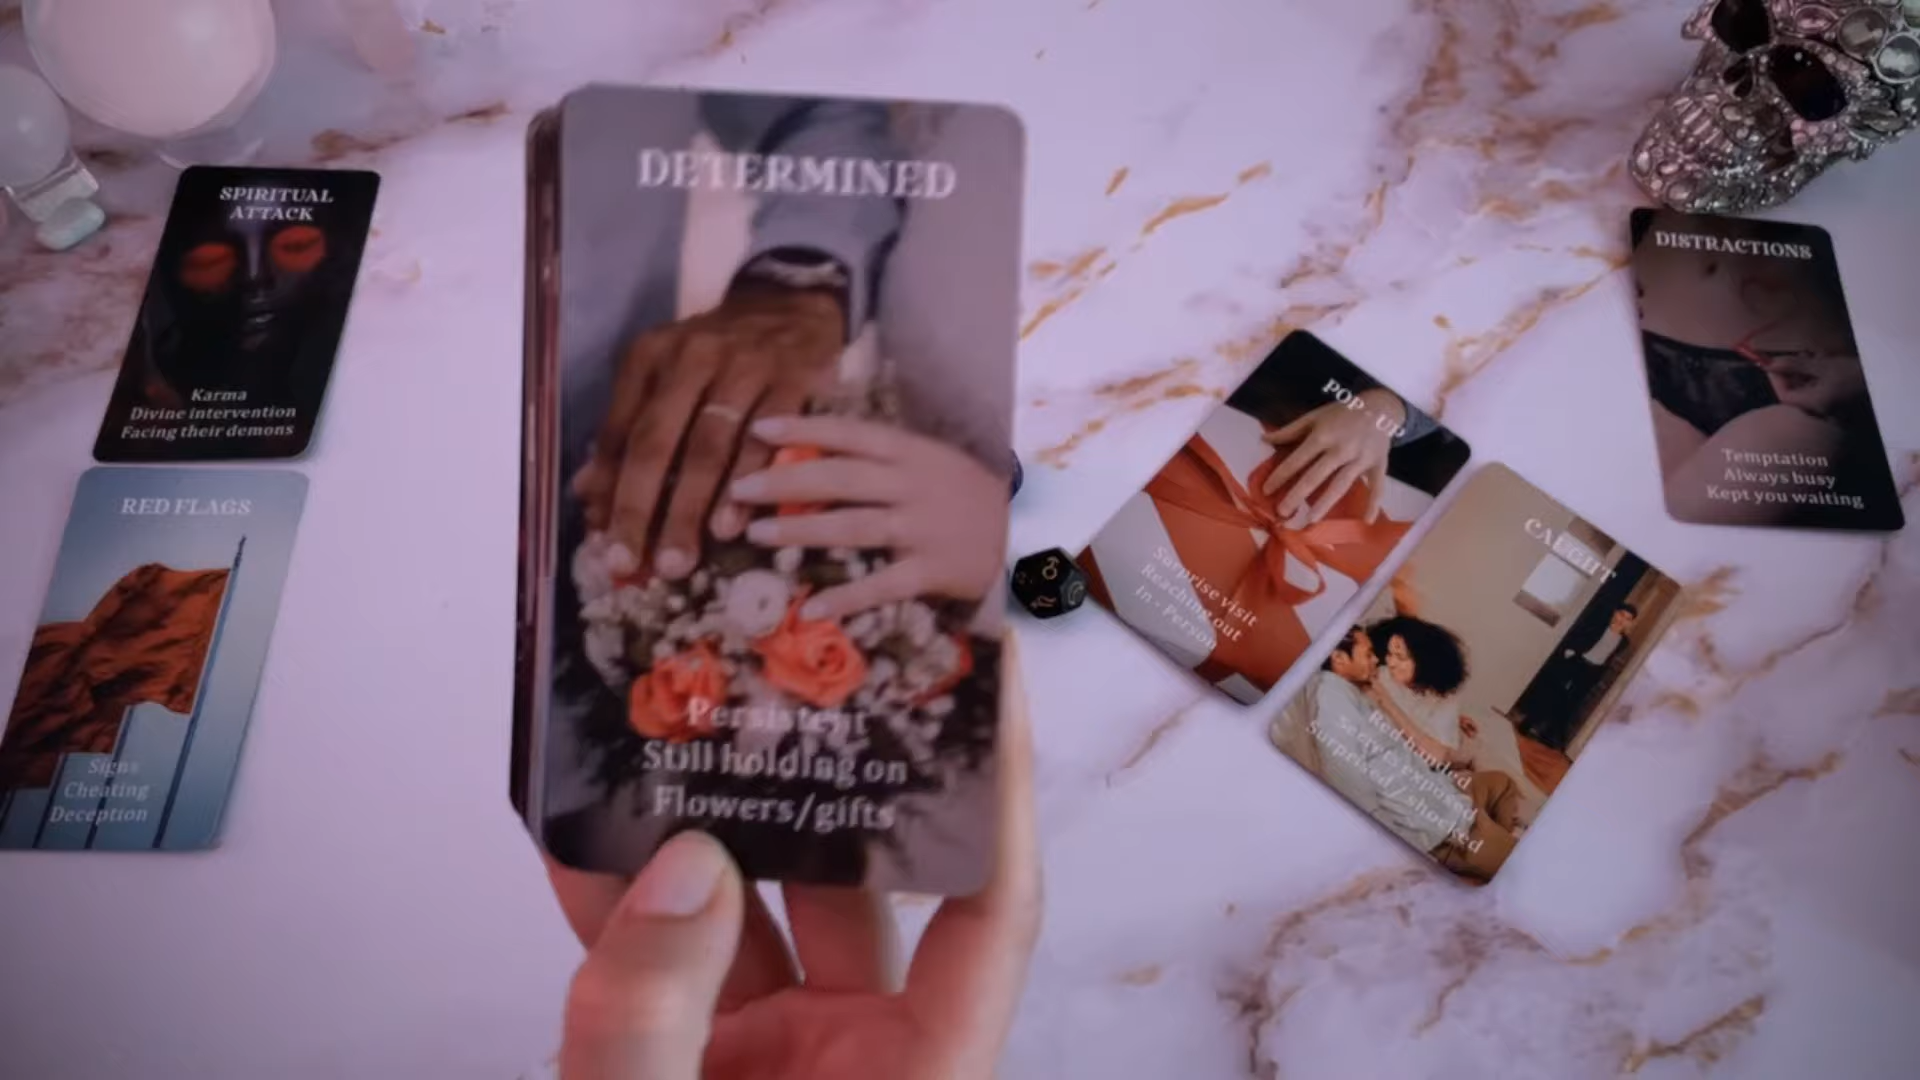 SPIRITUAL
ATTACK
Karma
Divine intervention
Facing their demons
RED FLAGS
Signs
Cheating
Deception
DETERMINED
Persistent
Still holding on
Flowers/gifts
POP - UP
Surprise visit
Reaching out
In - Person
CAUGHT
Red handed
Secrets exposed
Surprised / shocked
DISTRACTIONS
Temptation
Always busy
Kept you waiting